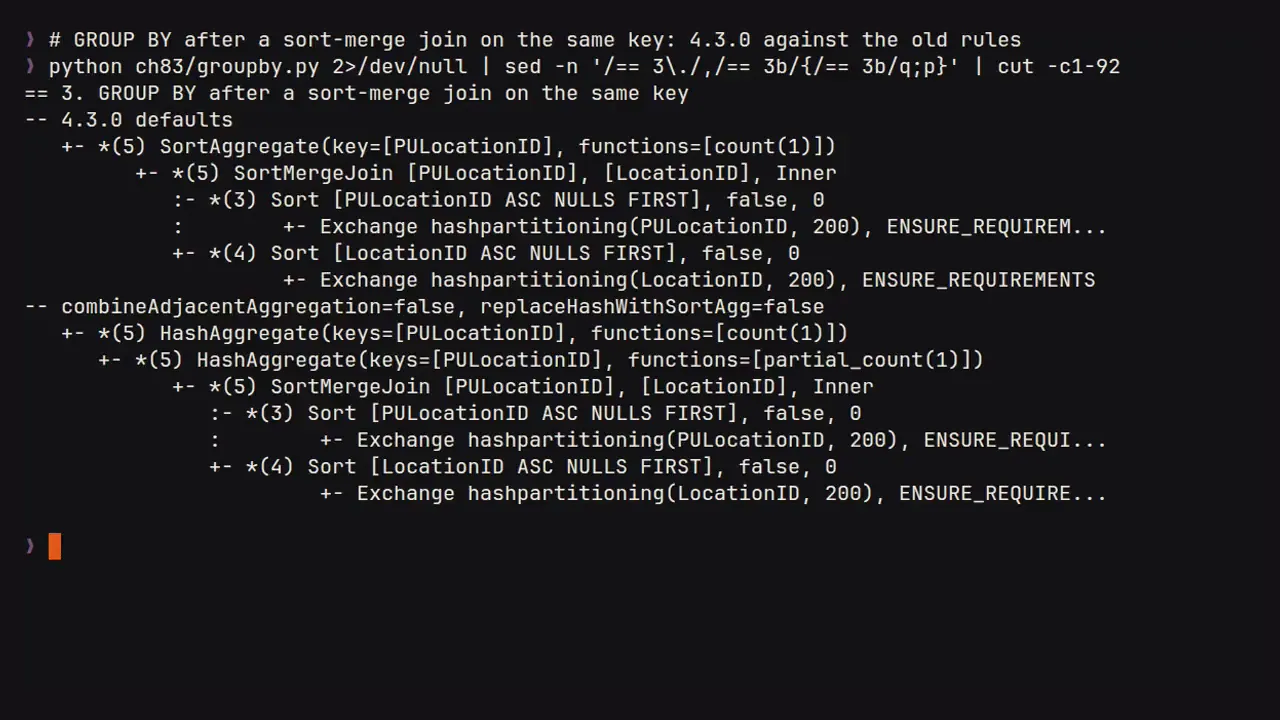 ❯ # GROUP BY after a sort-merge join on the same key: 4.3.0 against the old rules
❯ python ch83/groupby.py 2>/dev/null | sed -n '/== 3\./,/== 3b/{/== 3b/q;p}' | cut -c1-92
== 3. GROUP BY after a sort-merge join on the same key
-- 4.3.0 defaults
   +- *(5) SortAggregate(key=[PULocationID], functions=[count(1)])
         +- *(5) SortMergeJoin [PULocationID], [LocationID], Inner
            :- *(3) Sort [PULocationID ASC NULLS FIRST], false, 0
            :        +- Exchange hashpartitioning(PULocationID, 200), ENSURE_REQUIREM...
            +- *(4) Sort [LocationID ASC NULLS FIRST], false, 0
                     +- Exchange hashpartitioning(LocationID, 200), ENSURE_REQUIREMENTS
-- combineAdjacentAggregation=false, replaceHashWithSortAgg=false
   +- *(5) HashAggregate(keys=[PULocationID], functions=[count(1)])
      +- *(5) HashAggregate(keys=[PULocationID], functions=[partial_count(1)])
            +- *(5) SortMergeJoin [PULocationID], [LocationID], Inner
               :- *(3) Sort [PULocationID ASC NULLS FIRST], false, 0
               :        +- Exchange hashpartitioning(PULocationID, 200), ENSURE_REQUI...
               +- *(4) Sort [LocationID ASC NULLS FIRST], false, 0
                        +- Exchange hashpartitioning(LocationID, 200), ENSURE_REQUIRE...
❯